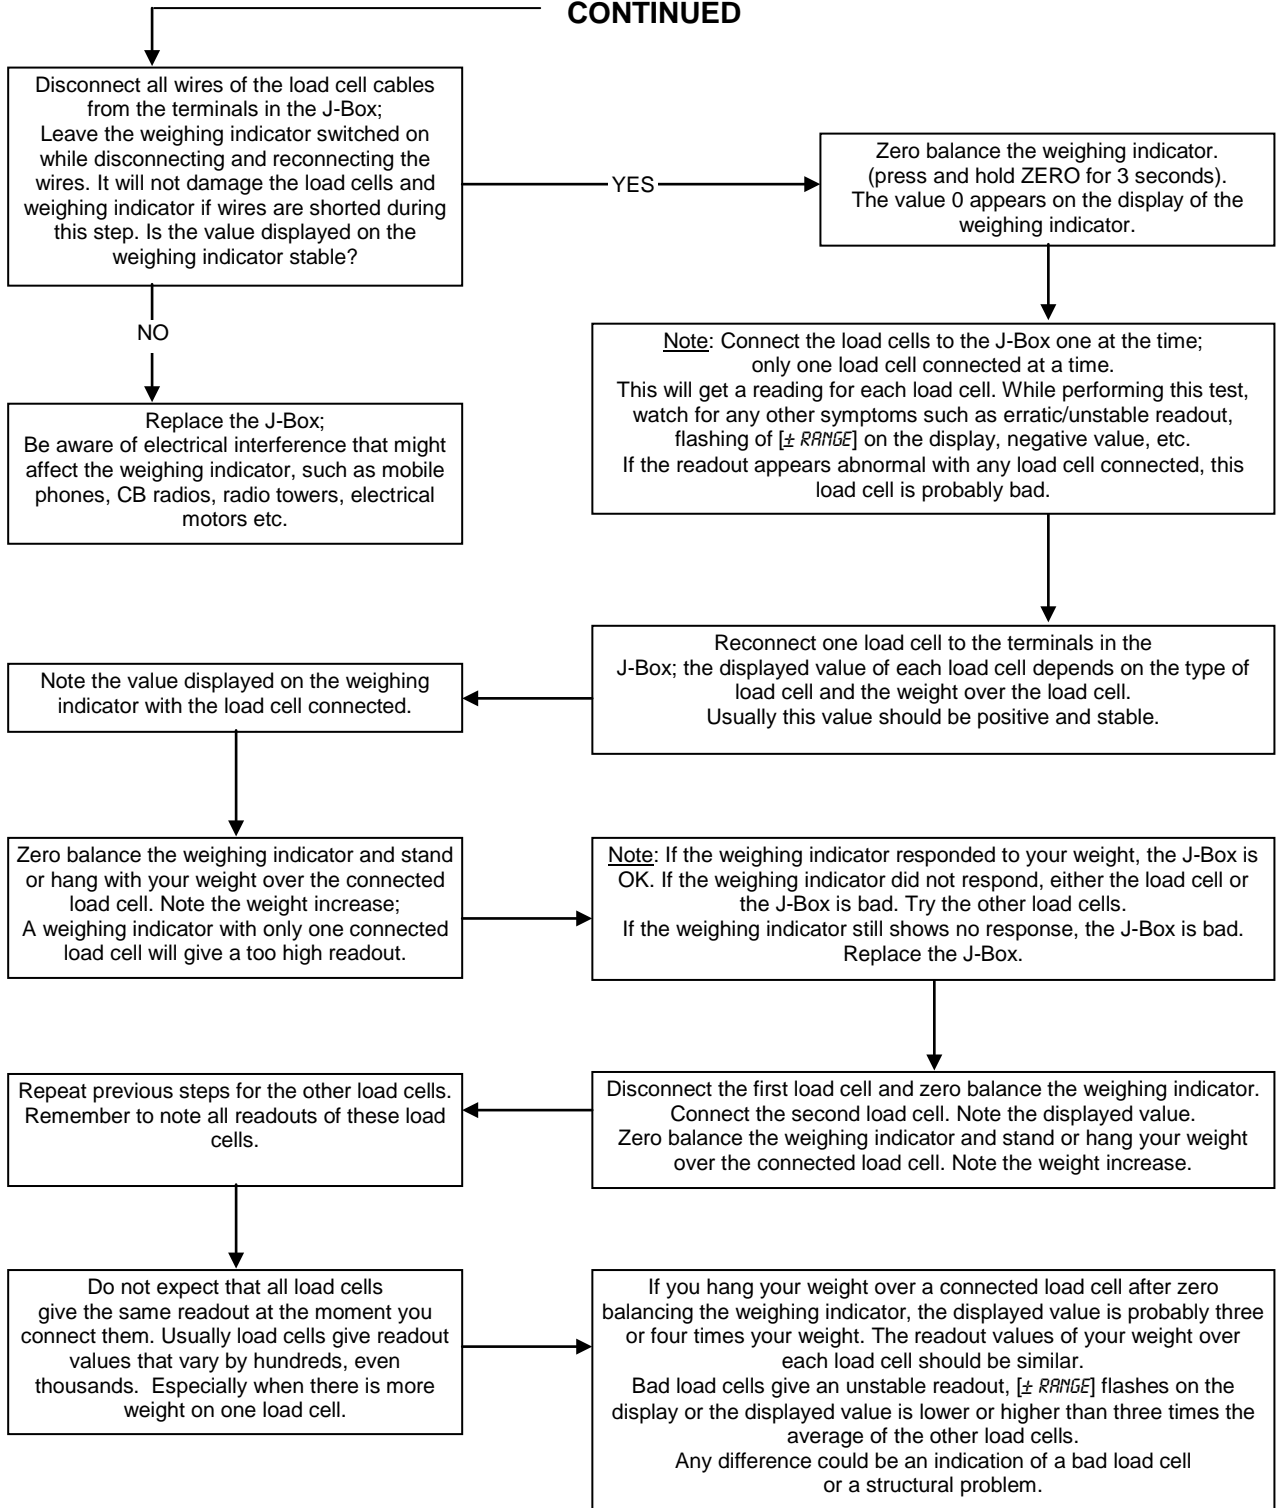 CONTINUED
Disconnect all wires of the load cell cables
from the terminals in the J-Box;
Leave the weighing indicator switched on
while disconnecting and reconnecting the
wires. It will not damage the load cells and
weighing indicator if wires are shorted during
this step. Is the value displayed on the
weighing indicator stable?
YES
Zero balance the weighing indicator.
(press and hold ZERO for 3 seconds).
The value 0 appears on the display of the
weighing indicator.
NO
Replace the J-Box;
Be aware of electrical interference that might
affect the weighing indicator, such as mobile
phones, CB radios, radio towers, electrical
motors etc.
Note: Connect the load cells to the J-Box one at the time;
only one load cell connected at a time.
This will get a reading for each load cell. While performing this test,
watch for any other symptoms such as erratic/unstable readout,
flashing of [± RANGE] on the display, negative value, etc.
If the readout appears abnormal with any load cell connected, this
load cell is probably bad.
Reconnect one load cell to the terminals in the
J-Box; the displayed value of each load cell depends on the type of
load cell and the weight over the load cell.
Usually this value should be positive and stable.
Note the value displayed on the weighing
indicator with the load cell connected.
Zero balance the weighing indicator and stand
or hang with your weight over the connected
load cell. Note the weight increase;
A weighing indicator with only one connected
load cell will give a too high readout.
Note: If the weighing indicator responded to your weight, the J-Box is
OK. If the weighing indicator did not respond, either the load cell or
the J-Box is bad. Try the other load cells.
If the weighing indicator still shows no response, the J-Box is bad.
Replace the J-Box.
Disconnect the first load cell and zero balance the weighing indicator.
Connect the second load cell. Note the displayed value.
Zero balance the weighing indicator and stand or hang your weight
over the connected load cell. Note the weight increase.
Repeat previous steps for the other load cells.
Remember to note all readouts of these load
cells.
Do not expect that all load cells
give the same readout at the moment you
connect them. Usually load cells give readout
values that vary by hundreds, even
thousands. Especially when there is more
weight on one load cell.
If you hang your weight over a connected load cell after zero
balancing the weighing indicator, the displayed value is probably three
or four times your weight. The readout values of your weight over
each load cell should be similar.
Bad load cells give an unstable readout, [± RANGE] flashes on the
display or the displayed value is lower or higher than three times the
average of the other load cells.
Any difference could be an indication of a bad load cell
or a structural problem.